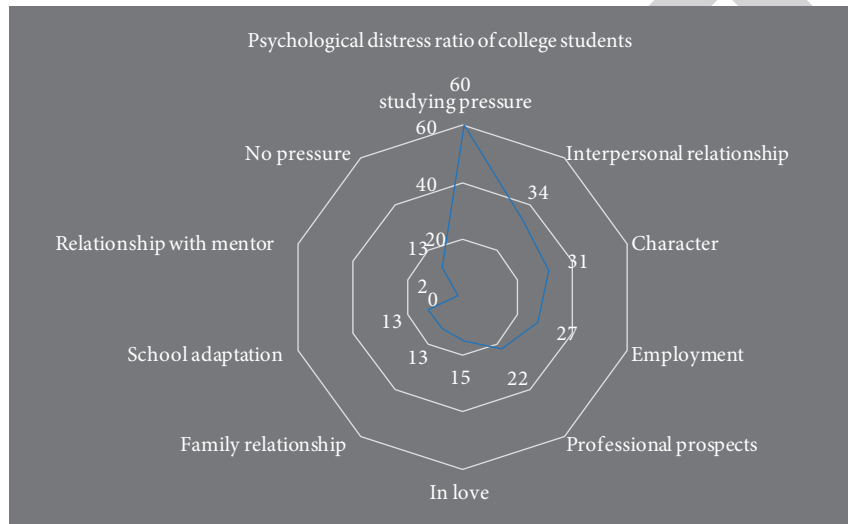 Psychological distress ratio of college students
60
studying pressure
60
No pressure
Interpersonal relationship
40
34
Relationship with mentor
13
20
Character
31
2
0
13
27
School adaptation
13
Employment
15
22
Family relationship
Professional prospects
In love